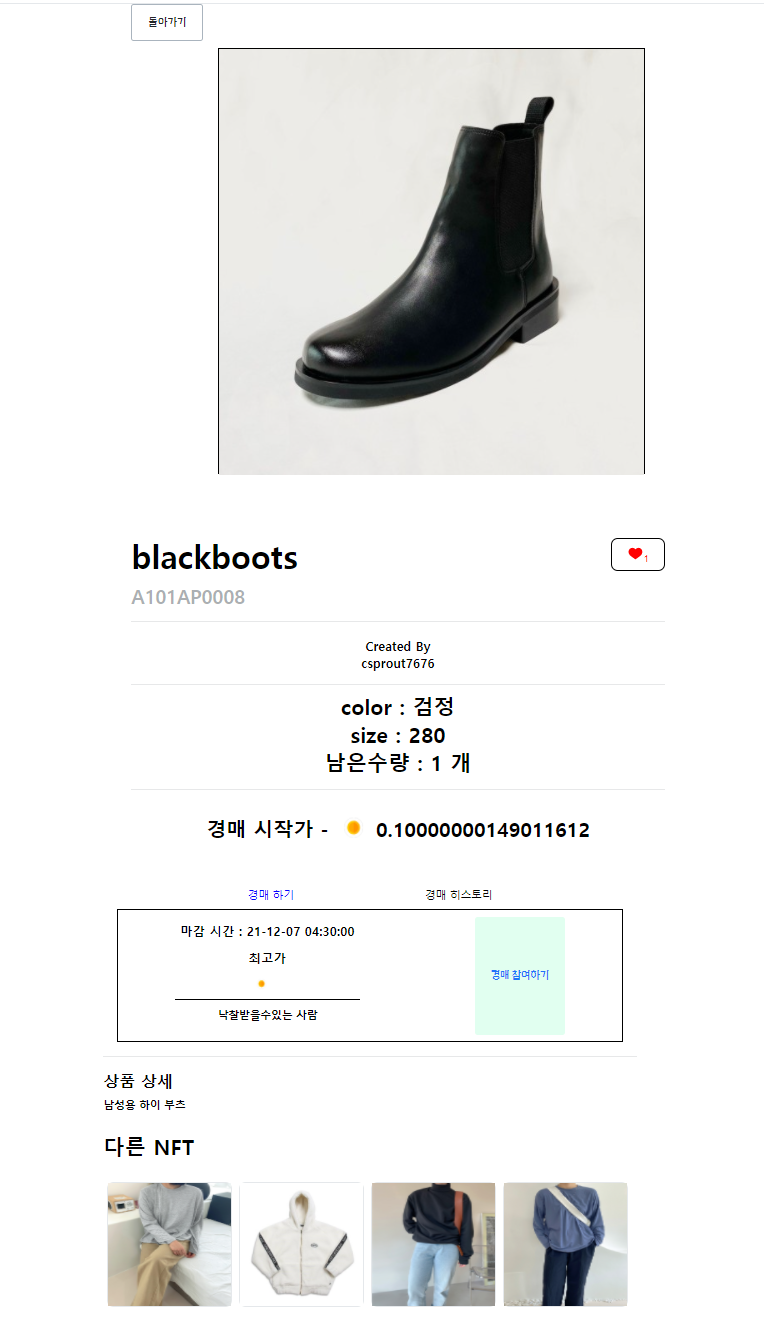 돌아가기
blackboots
1
A101AP0008
Created By
csprout7676
color : 검정
size : 280
남은수량 : 1 개
경매 시작가 - 0.10000000149011612
경매 하기
경매 히스토리
마감 시간 : 21-12-07 04:30:00
최고가
경매 참여하기
낙찰받을수있는 사람
상품 상세
남성용 하이 부츠
다른 NFT